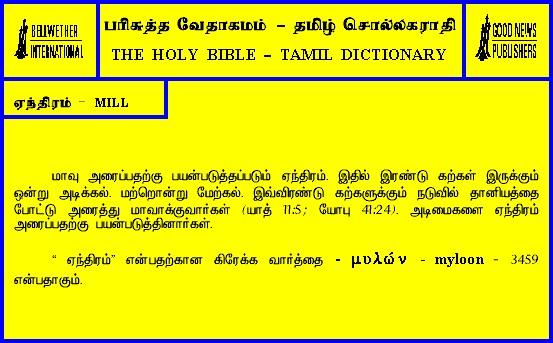 BELLWETHER
INTERNATIONAL
பரிசுத்த வேதாகமம் – தமிழ் சொல்லகராதி
THE HOLY BIBLE – TAMIL DICTIONARY
GOOD NEWS
PUBLISHERS
ஏந்திரம் – MILL
மாவு அரைப்பதற்கு பயன்படுத்தப்படும் ஏந்திரம். இதில் இரண்டு கற்கள் இருக்கும்
ஒன்று அடிக்கல். மற்றொன்று மேற்கல். இவ்விரண்டு கற்களுக்கும் நடுவில் தானியத்தை
போட்டு அரைத்து மாவாக்குவார்கள் (யாத் 11:5; யோபு 41:24). அடிமைகளை ஏந்திரம்
அரைப்பதற்கு பயன்படுத்தினார்கள்.
“ ஏந்திரம்” என்பதற்கான கிரேக்க வார்த்தை - μυλών - myloon - 3459
என்பதாகும்.